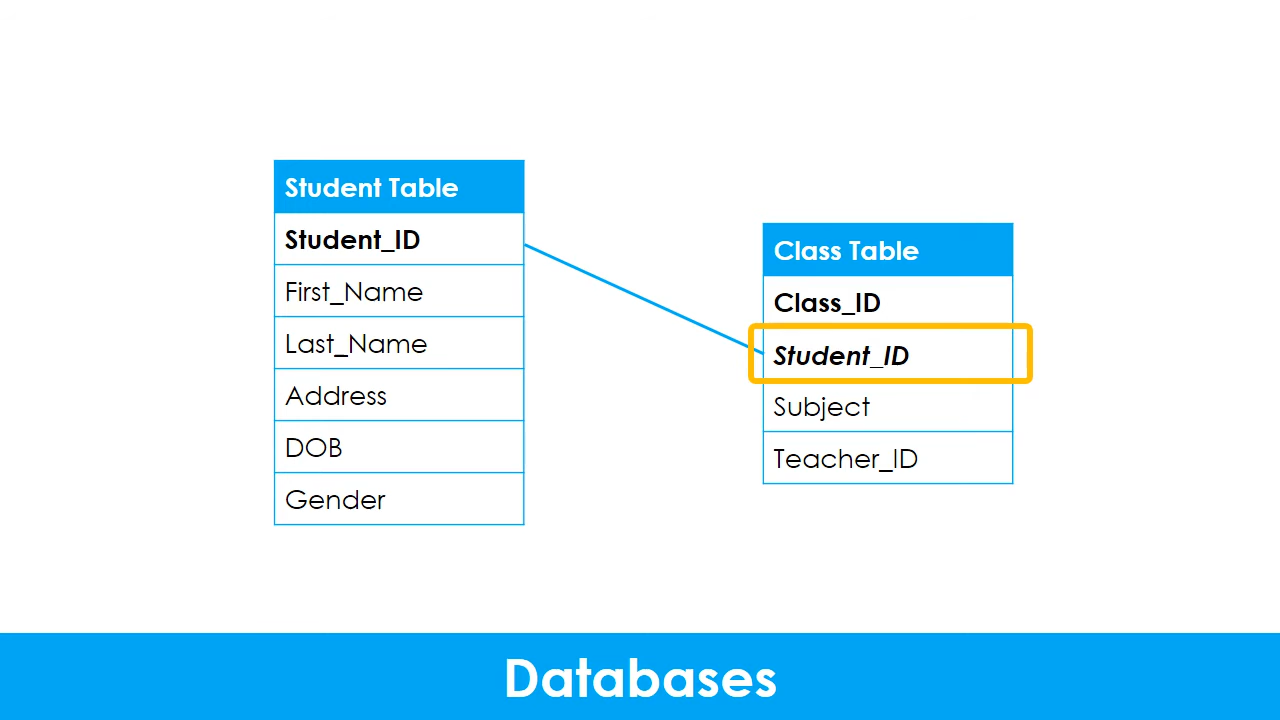 Student Table
Student_ID
First_Name
Last_Name
Address
DOB
Gender
Class Table
Class_ID
Student_ID
Subject
Teacher_ID
Databases